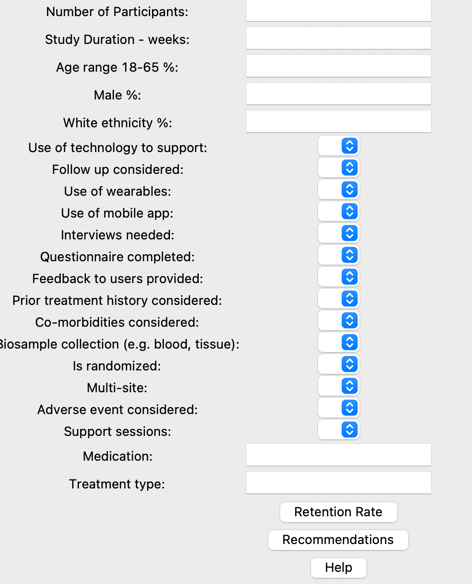 Number of Participants:
Study Duration - weeks:
Age range 18-65 %:
Male %:
White ethnicity %:
Use of technology to support:
Follow up considered:
Use of wearables:
Use of mobile app:
Interviews needed:
Questionnaire completed:
Feedback to users provided:
Prior treatment history considered:
Co-morbidities considered:
Biosample collection (e.g. blood, tissue):
Is randomized:
Multi-site:
Adverse event considered:
Support sessions:
Medication:
Treatment type:
Retention Rate
Recommendations
Help